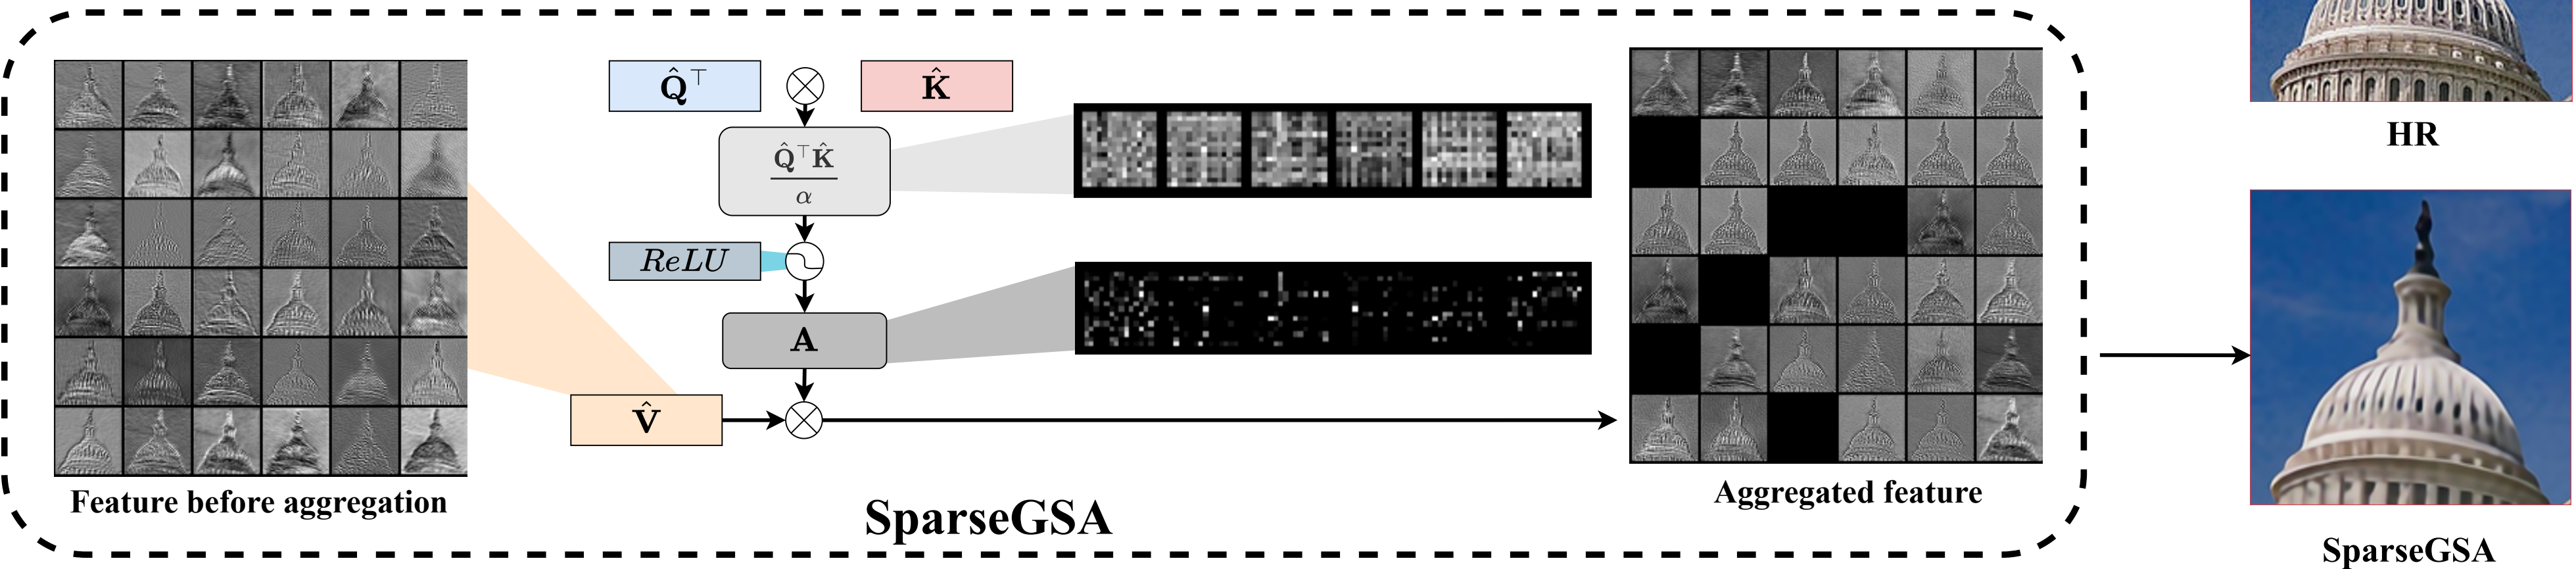 Q̂⊤
K̂
Q̂⊤K̂
α
ReLU
A
V̂
Feature before aggregation
Aggregated feature
SparseGSA
HR
SparseGSA